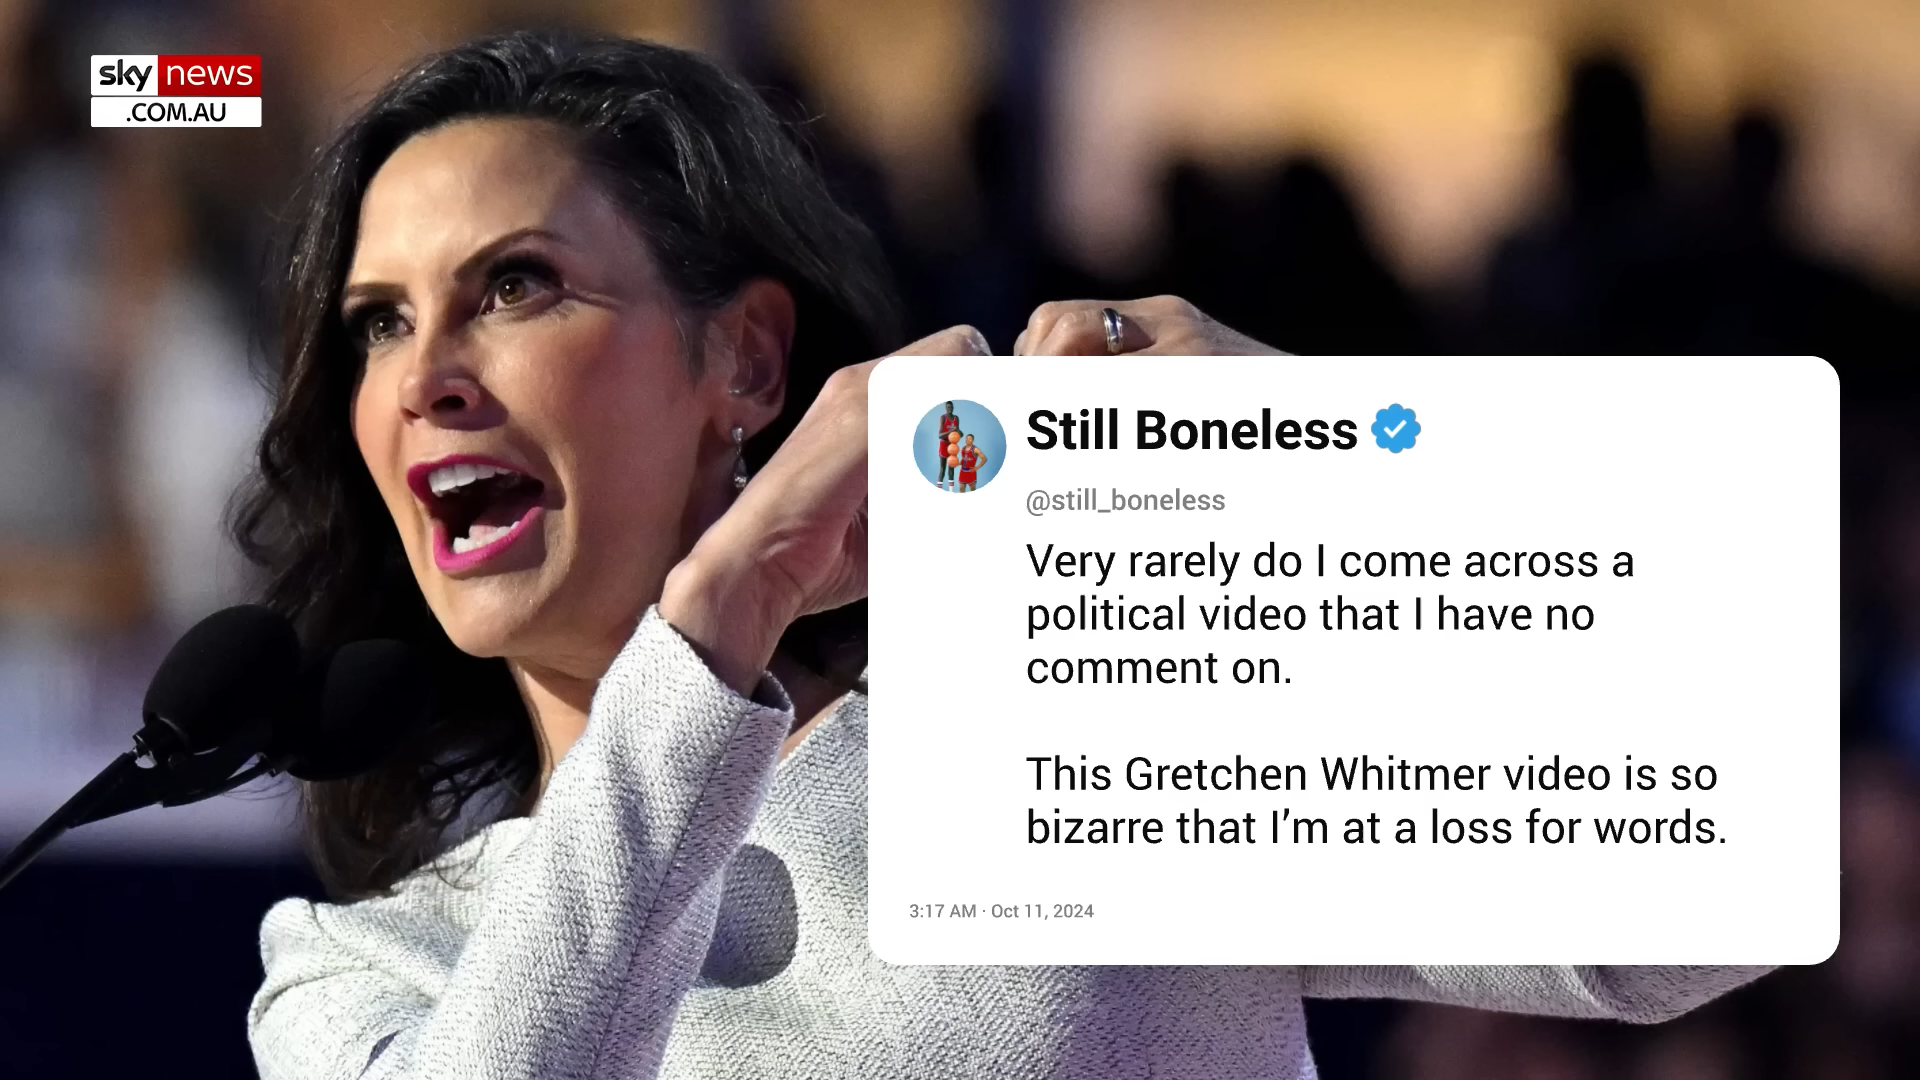 sky news
.COM.AU
Still Boneless
@still_boneless
Very rarely do I come across a
political video that I have no
comment on.
This Gretchen Whitmer video is so
bizarre that I’m at a loss for words.
3:17 AM · Oct 11, 2024